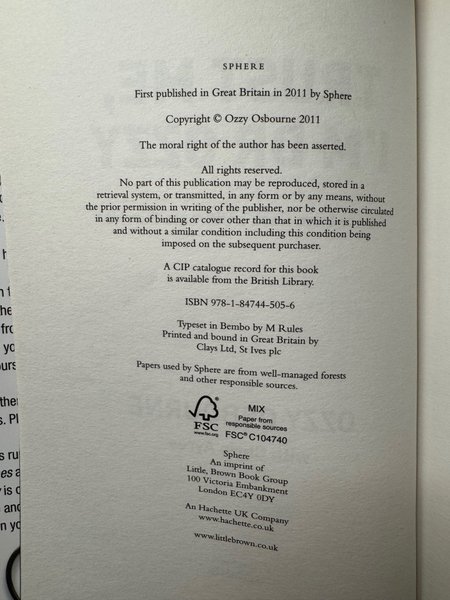 SPHERE
First published in Great Britain in 2011 by Sphere
Copyright © Ozzy Osbourne 2011
The moral right of the author has been asserted.
All rights reserved.
No part of this publication may be reproduced, stored in a
retrieval system, or transmitted, in any form or by any means, without
the prior permission in writing of the publisher, nor be otherwise circulated
in any form of binding or cover other than that in which it is published
and without a similar condition including this condition being
imposed on the subsequent purchaser.
A CIP catalogue record for this book
is available from the British Library.
ISBN 978-1-84744-505-6
Typeset in Bembo by M Rules
Printed and bound in Great Britain by
Clays Ltd, St Ives plc
Papers used by Sphere are from well-managed forests
and other responsible sources.
FSC
www.fsc.org
MIX
Paper from
responsible sources
FSC® C104740
Sphere
An imprint of
Little, Brown Book Group
100 Victoria Embankment
London EC4Y 0DY
An Hachette UK Company
www.hachette.co.uk
www.littlebrown.co.uk